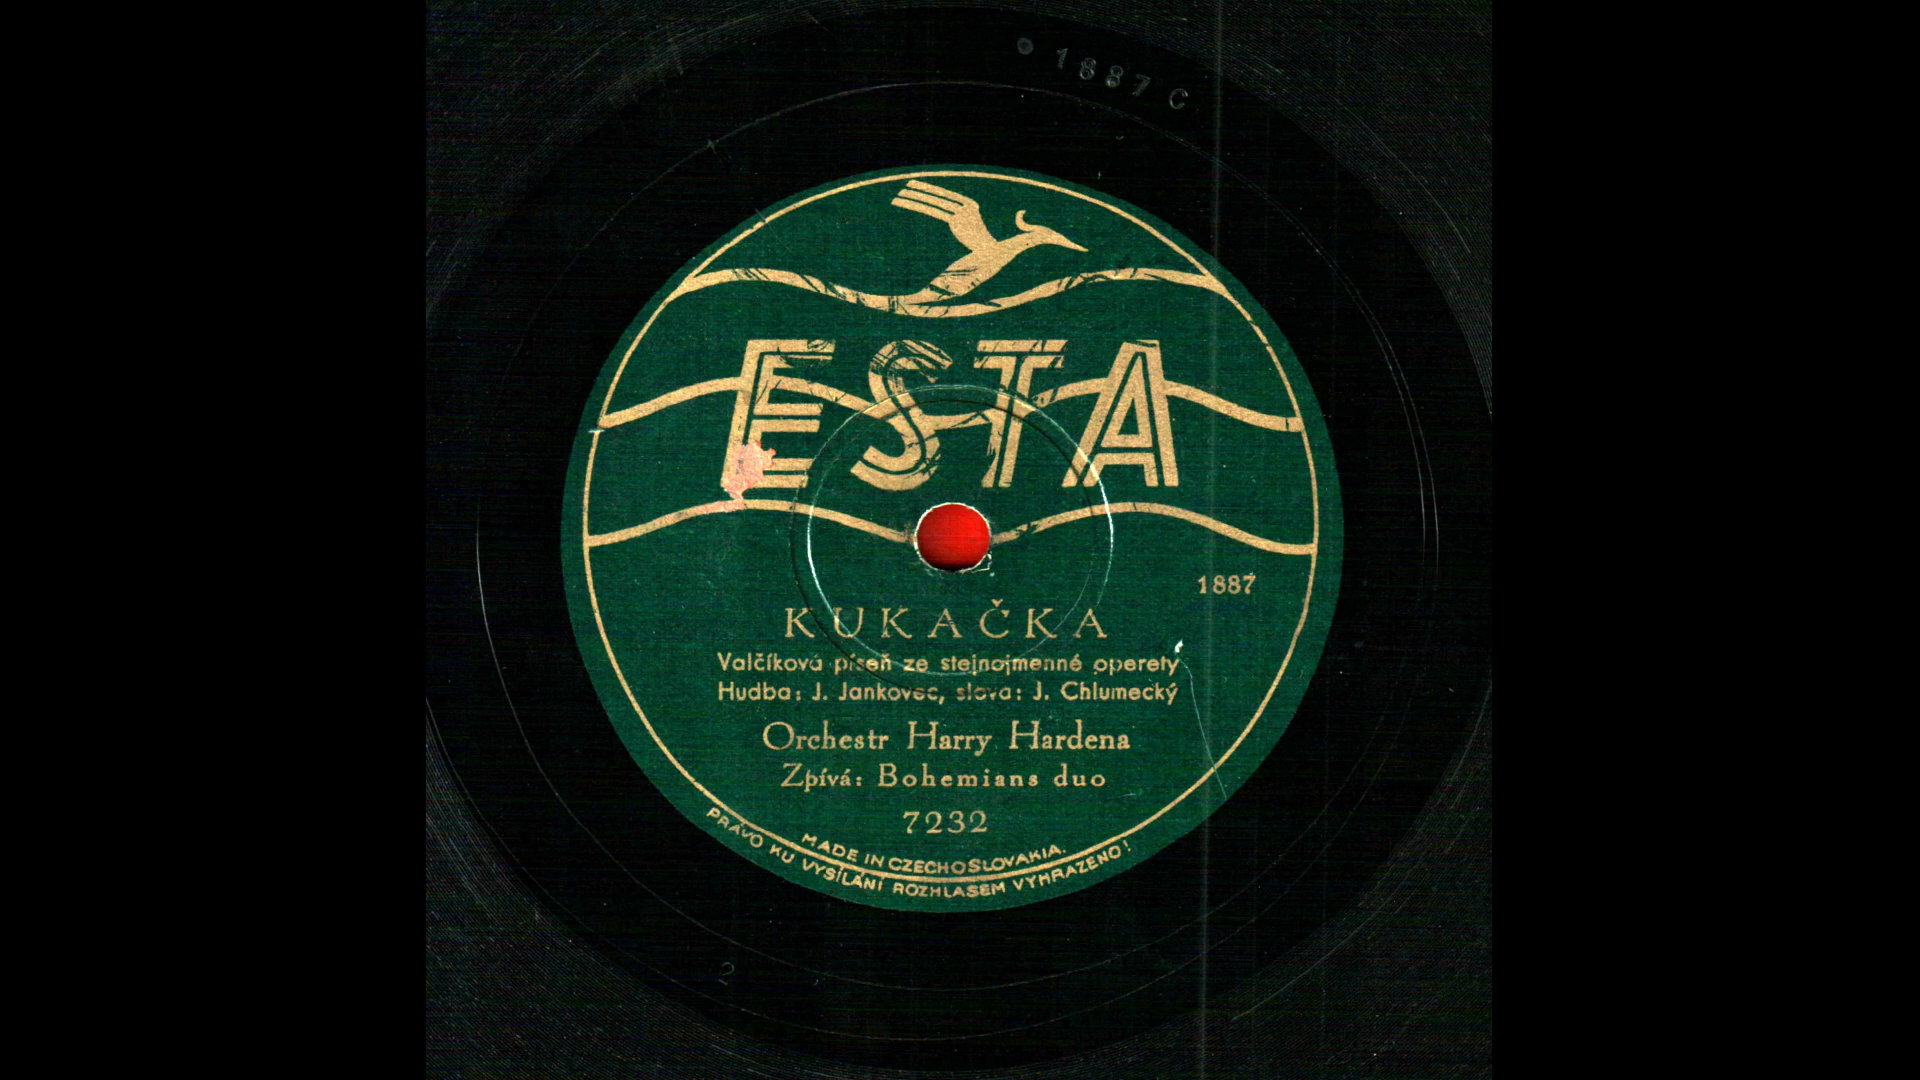 1887 C
ESTA
1887
KUKAČKA
Valčíková píseň ze stejnojmenné operety
Hudba: J. Jankovec, slova: J. Chlumecký
Orchestr Harry Hardena
Zpívá: Bohemians duo
7232
MADE IN CZECHOSLOVAKIA.
PRÁVO KU VYSÍLÁNÍ ROZHLASEM VYHRAZENO!
2